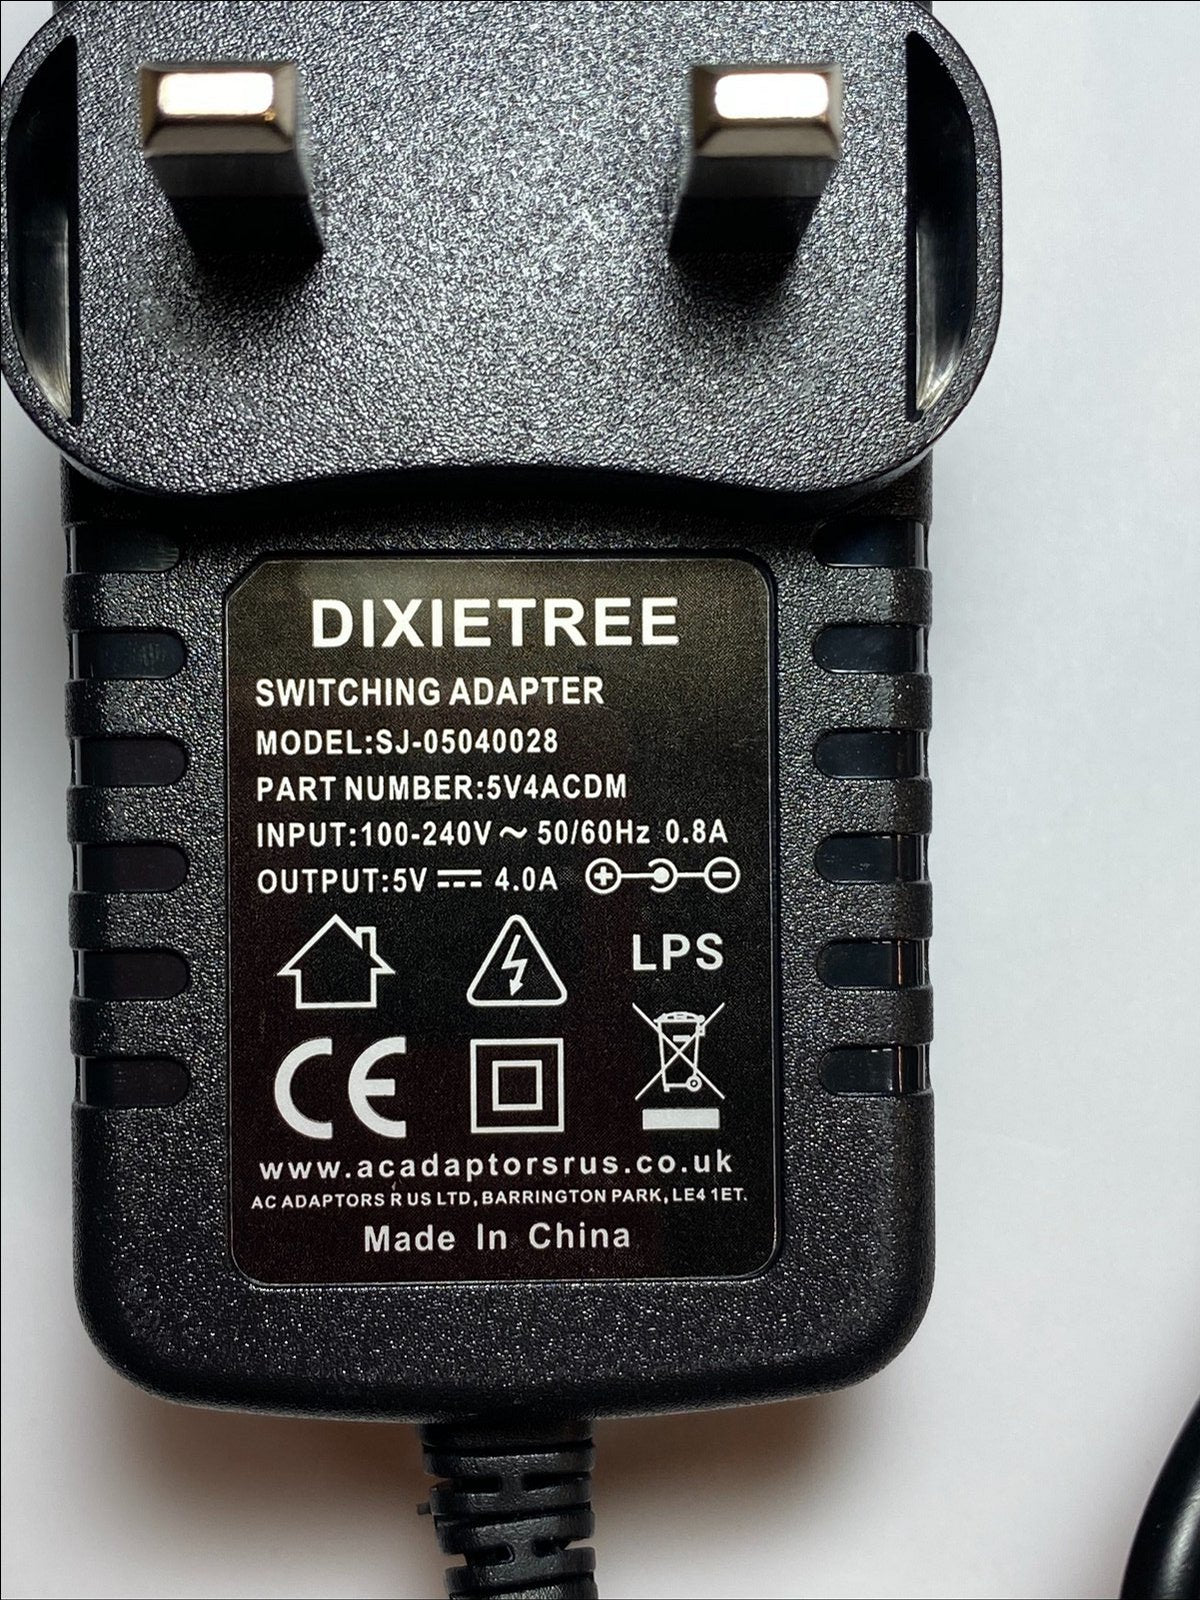 DIXIETREE
SWITCHING ADAPTER
MODEL:SJ-05040028
PART NUMBER:5V4ACDM
INPUT:100-240V ~ 50/60Hz 0.8A
OUTPUT:5V ⎓ 4.0A
LPS
CE
www.acadaptorsrus.co.uk
AC ADAPTORS R US LTD, BARRINGTON PARK, LE4 1ET.
Made In China